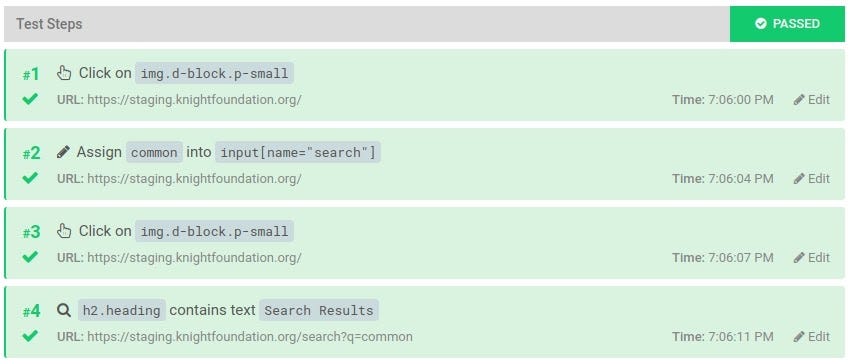 Test Steps PASSED
#1 Click on img.d-block.p-small
URL: https://staging.knightfoundation.org/ Time: 7:06:00 PM Edit
#2 Assign common into input[name="search"]
URL: https://staging.knightfoundation.org/ Time: 7:06:04 PM Edit
#3 Click on img.d-block.p-small
URL: https://staging.knightfoundation.org/ Time: 7:06:07 PM Edit
#4 h2.heading contains text Search Results
URL: https://staging.knightfoundation.org/search?q=common Time: 7:06:11 PM Edit